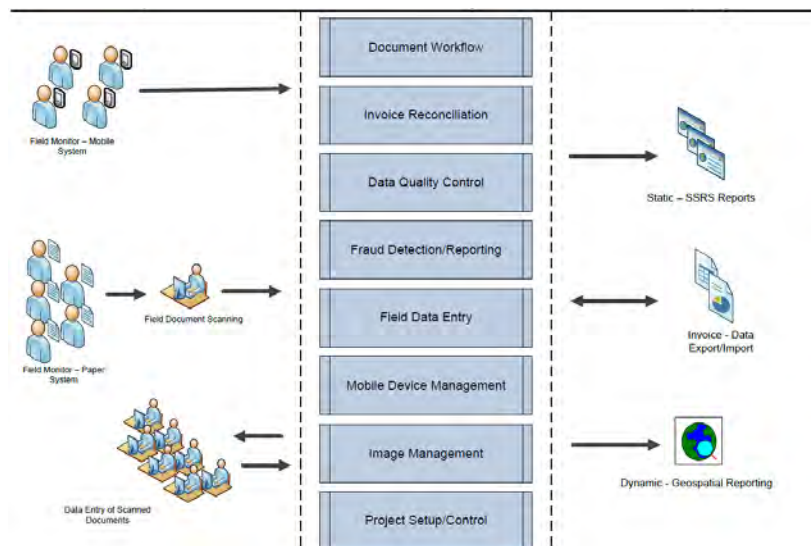 Document Workflow
Invoice Reconciliation
Data Quality Control
Fraud Detection/Reporting
Field Data Entry
Mobile Device Management
Image Management
Project Setup/Control
Field Monitor – Mobile
System
Field Document Scanning
Field Monitor – Paper
System
Data Entry of Scanned
Documents
Static – SSRS Reports
Invoice - Data
Export/Import
Dynamic - Geospatial Reporting